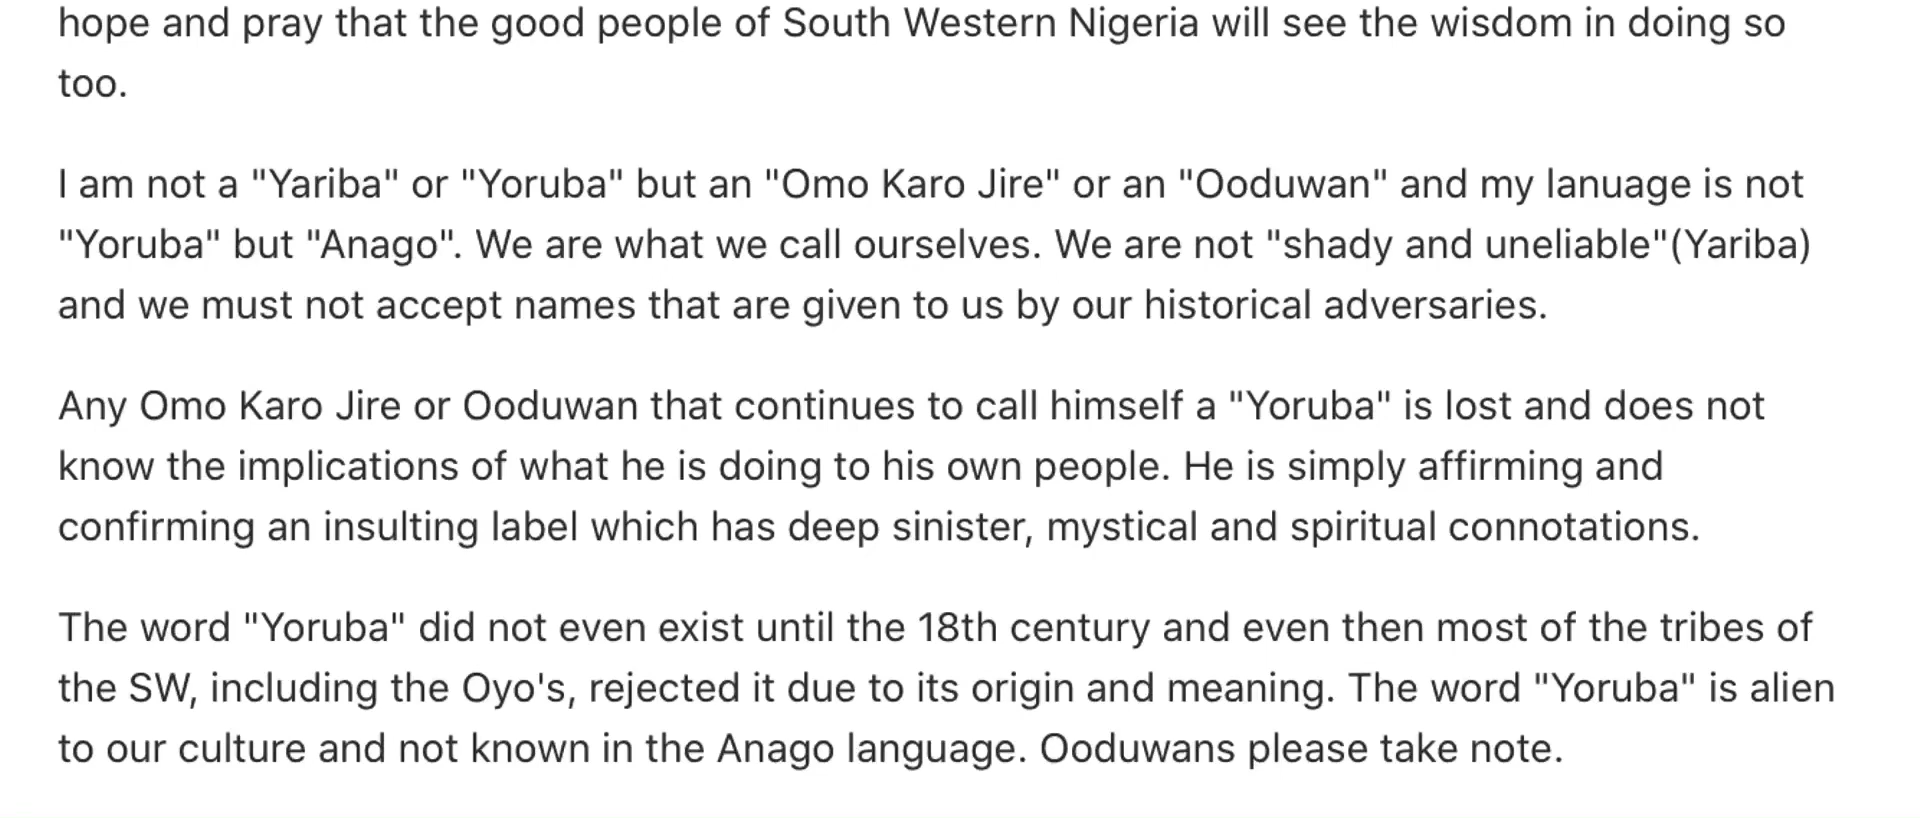 hope and pray that the good people of South Western Nigeria will see the wisdom in doing so
too.
I am not a "Yariba" or "Yoruba" but an "Omo Karo Jire" or an "Ooduwan" and my lanuage is not
"Yoruba" but "Anago". We are what we call ourselves. We are not "shady and uneliable"(Yariba)
and we must not accept names that are given to us by our historical adversaries.
Any Omo Karo Jire or Ooduwan that continues to call himself a "Yoruba" is lost and does not
know the implications of what he is doing to his own people. He is simply affirming and
confirming an insulting label which has deep sinister, mystical and spiritual connotations.
The word "Yoruba" did not even exist until the 18th century and even then most of the tribes of
the SW, including the Oyo's, rejected it due to its origin and meaning. The word "Yoruba" is alien
to our culture and not known in the Anago language. Ooduwans please take note.